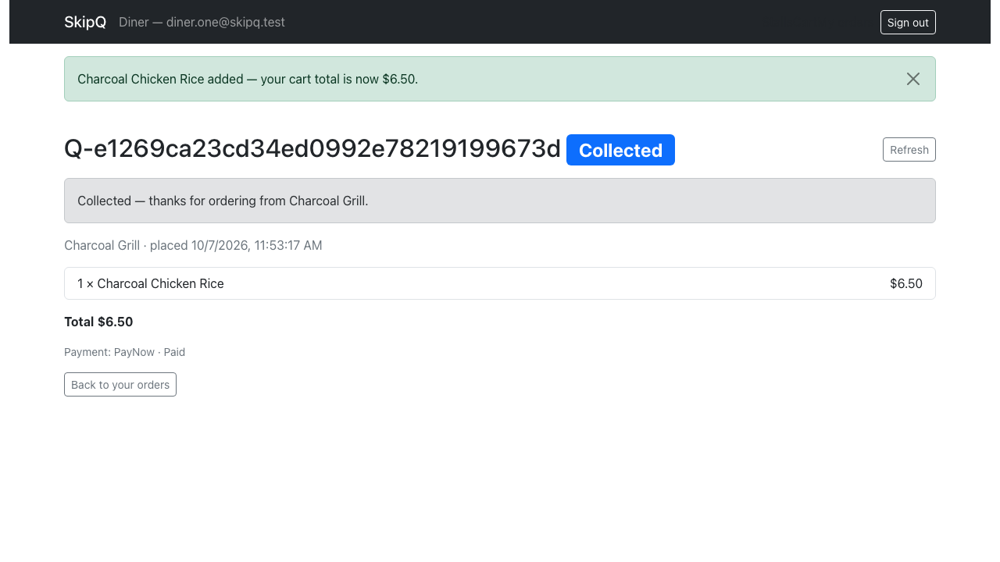 SkipQ Diner — diner.one@skipq.test Sign out
Charcoal Chicken Rice added — your cart total is now $6.50.
Q-e1269ca23cd34ed0992e78219199673d Collected Refresh
Collected — thanks for ordering from Charcoal Grill.
Charcoal Grill · placed 10/7/2026, 11:53:17 AM
1 × Charcoal Chicken Rice $6.50
Total $6.50
Payment: PayNow · Paid
Back to your orders